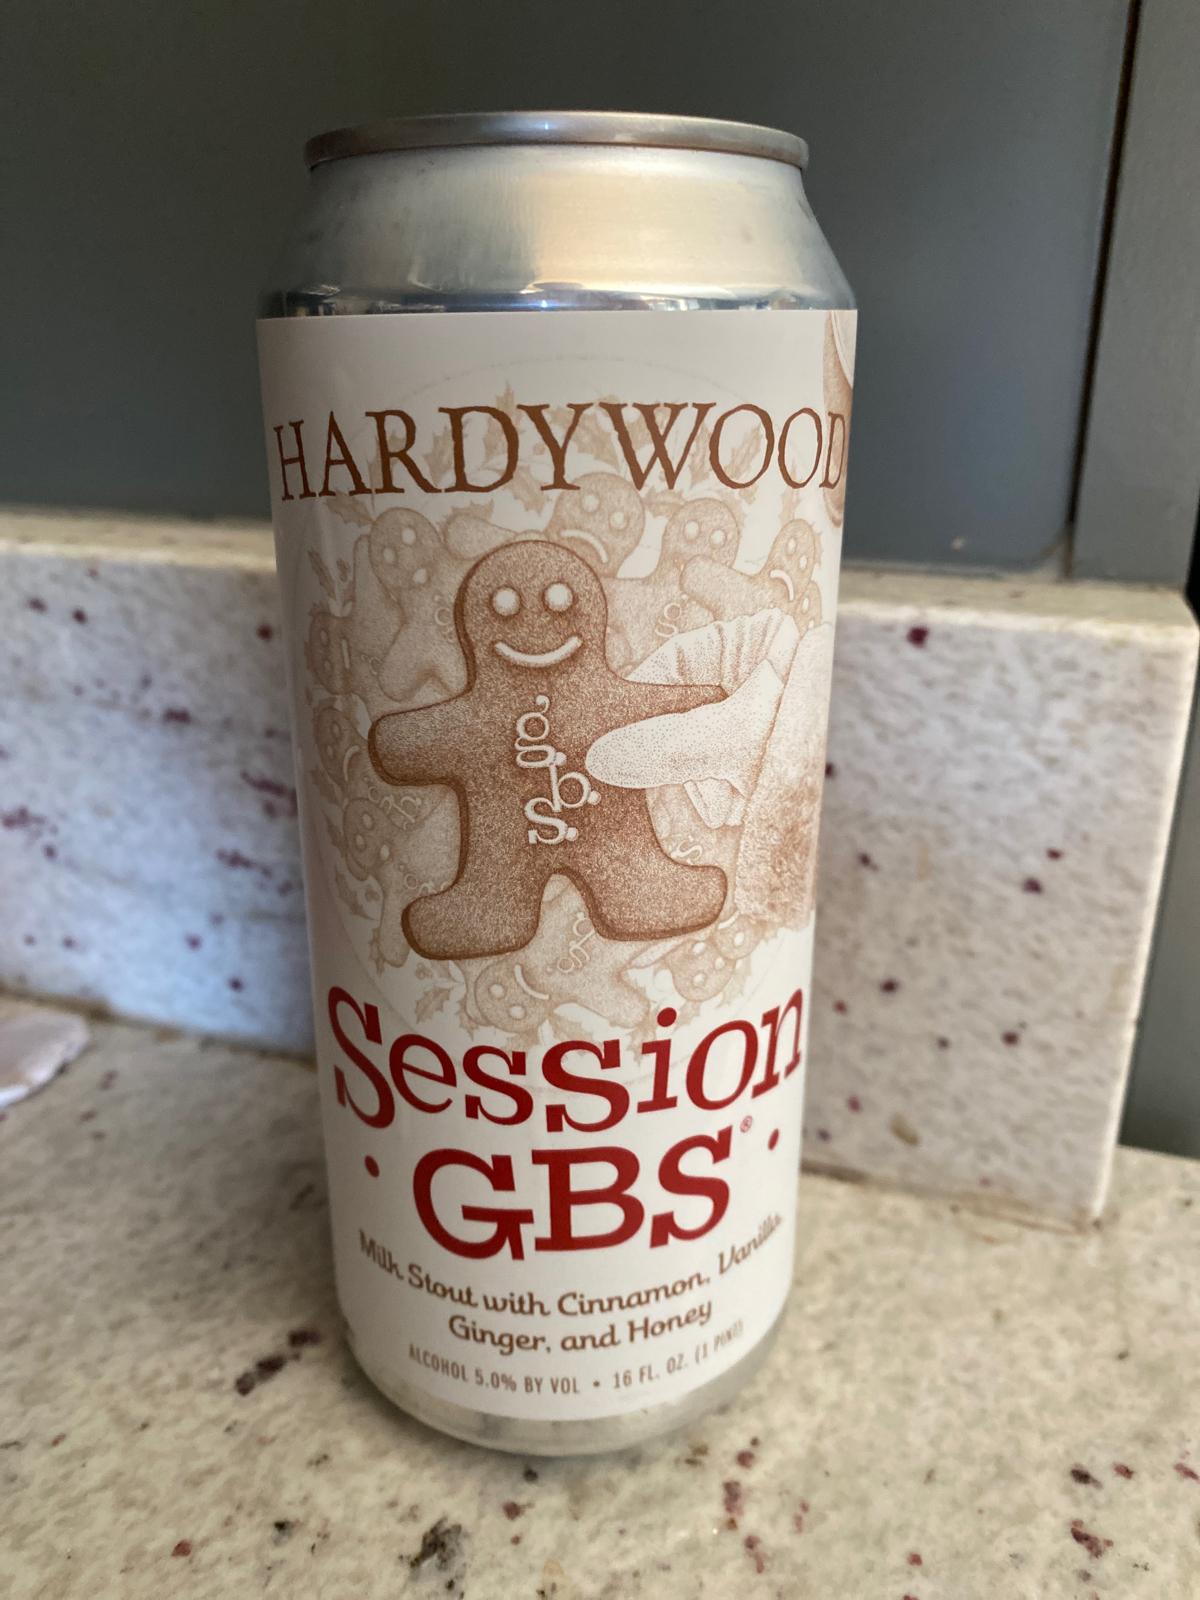 HARDYWOOD
g.
b.
S.
Session
• GBS® •
Milk Stout with Cinnamon, Vanilla
Ginger, and Honey
ALCOHOL 5.0% BY VOL • 16 FL. OZ. (1 PINT)